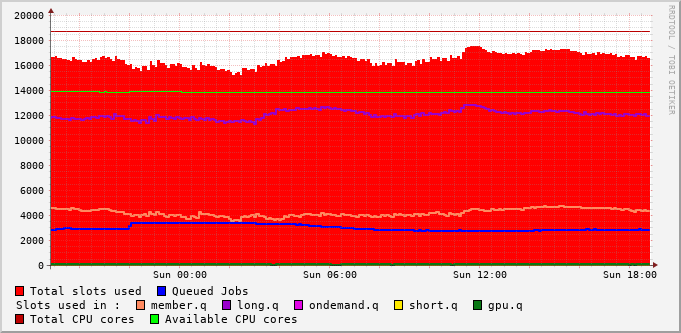 20000
18000
16000
14000
12000
10000
8000
6000
4000
2000
0
Sun 00:00 Sun 06:00 Sun 12:00 Sun 18:00
Total slots used Queued Jobs
Slots used in : member.q long.q ondemand.q short.q gpu.q
Total CPU cores Available CPU cores
RRDTOOL / TOBI OETIKER